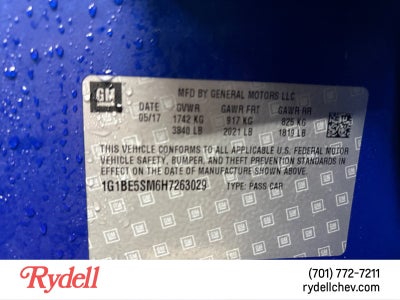 GM
MFD BY GENERAL MOTORS LLC
DATE GVWR GAWR FRT GAWR RR
05/17 1742 KG 917 KG 825 KG
3840 LB 2021 LB 1819 LB
THIS VEHICLE CONFORMS TO ALL APPLICABLE U.S. FEDERAL MOTOR
VEHICLE SAFETY, BUMPER, AND THEFT PREVENTION STANDARDS IN
EFFECT ON THE DATE OF MANUFACTURE SHOWN ABOVE.
1G1BE5SM6H7263029 TYPE: PASS CAR
Rydell
(701) 772-7211
rydellchev.com